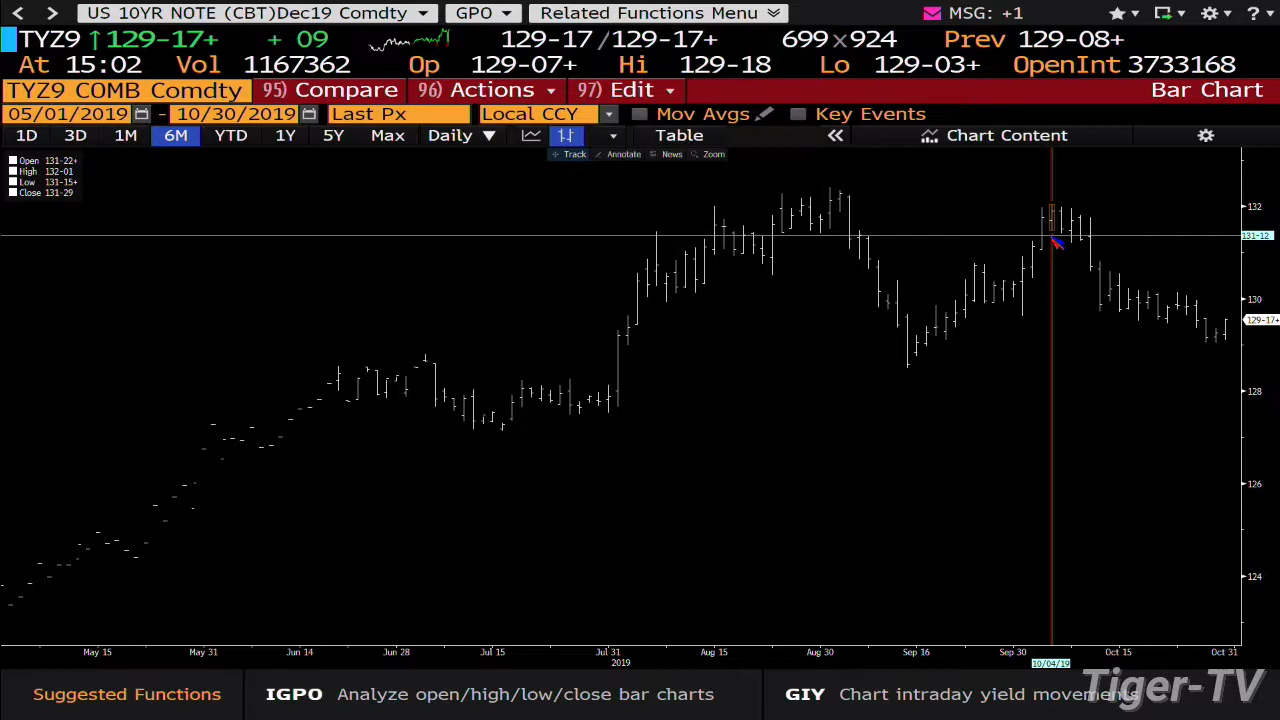 US 10YR NOTE (CBT)Dec19 Comdty GPO Related Functions Menu MSG: +1 ?
TYZ9 ↑129-17+ + 09 129-17/129-17+ 699x924 Prev 129-08+
At 15:02 Vol 1167362 Op 129-07+ Hi 129-18 Lo 129-03+ OpenInt 3733168
TYZ9 COMB Comdty 95) Compare 96) Actions 97) Edit Bar Chart
05/01/2019 - 10/30/2019 Last Px Local CCY Mov Avgs Key Events
1D 3D 1M 6M YTD 1Y 5Y Max Daily ▼ Table « Chart Content
Track Annotate News Zoom
Open 131-22+
High 132-01
Low 131-15+
Close 131-29
132
131-12
130
129-17+
128
126
124
May 15 May 31 Jun 14 Jun 28 Jul 15 Jul 31 Aug 15 Aug 30 Sep 16 Sep 30 Oct 15 Oct 31
2019 10/04/19
Suggested Functions IGPO Analyze open/high/low/close bar charts GIY Chart intraday yield movements
Tiger-TV